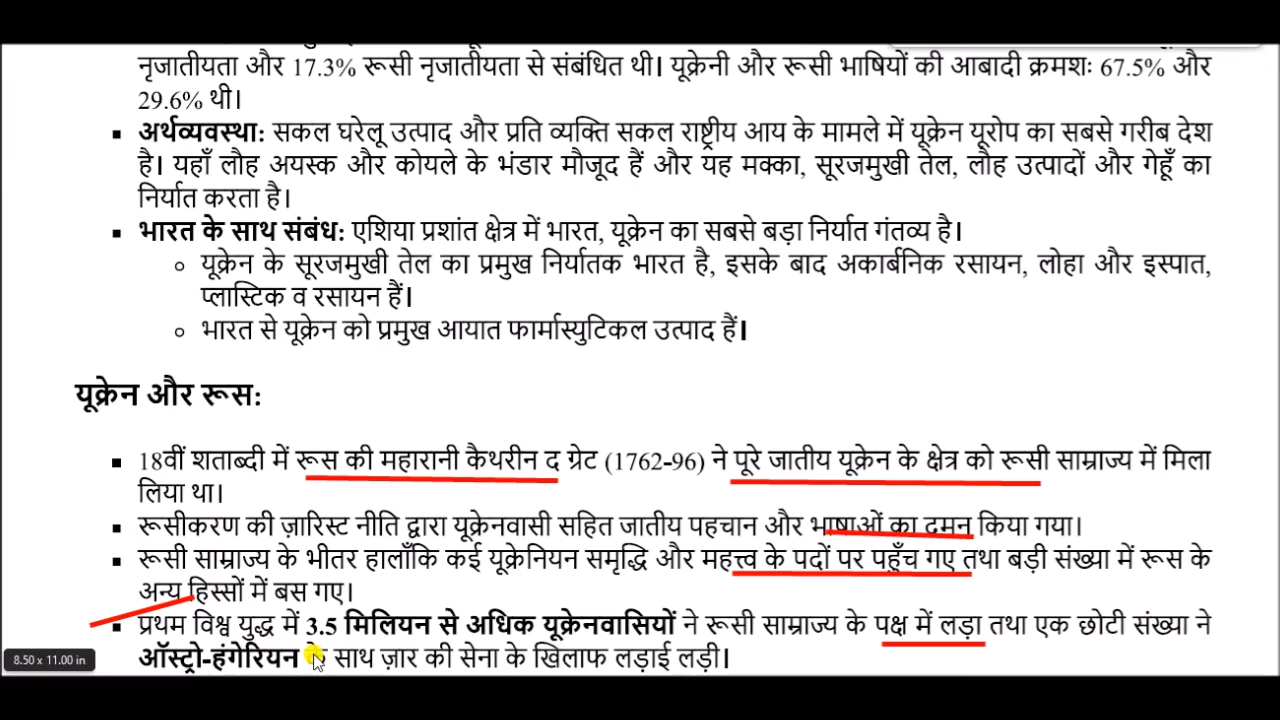 नृजातीयता और 17.3% रूसी नृजातीयता से संबंधित थी। यूक्रेनी और रूसी भाषियों की आबादी क्रमशः 67.5% और
29.6% थी।
▪ अर्थव्यवस्था: सकल घरेलू उत्पाद और प्रति व्यक्ति सकल राष्ट्रीय आय के मामले में यूक्रेन यूरोप का सबसे गरीब देश
है। यहाँ लौह अयस्क और कोयले के भंडार मौजूद हैं और यह मक्का, सूरजमुखी तेल, लौह उत्पादों और गेहूँ का
निर्यात करता है।
▪ भारत के साथ संबंध: एशिया प्रशांत क्षेत्र में भारत, यूक्रेन का सबसे बड़ा निर्यात गंतव्य है।
○ यूक्रेन के सूरजमुखी तेल का प्रमुख निर्यातक भारत है, इसके बाद अकार्बनिक रसायन, लोहा और इस्पात,
प्लास्टिक व रसायन हैं।
○ भारत से यूक्रेन को प्रमुख आयात फार्मास्युटिकल उत्पाद हैं।
यूक्रेन और रूस:
▪ 18वीं शताब्दी में रूस की महारानी कैथरीन द ग्रेट (1762-96) ने पूरे जातीय यूक्रेन के क्षेत्र को रूसी साम्राज्य में मिला
लिया था।
▪ रूसीकरण की ज़ारिस्ट नीति द्वारा यूक्रेनवासी सहित जातीय पहचान और भाषाओं का दमन किया गया।
▪ रूसी साम्राज्य के भीतर हालाँकि कई यूक्रेनियन समृद्धि और महत्त्व के पदों पर पहुँच गए तथा बड़ी संख्या में रूस के
अन्य हिस्सों में बस गए।
▪ प्रथम विश्व युद्ध में 3.5 मिलियन से अधिक यूक्रेनवासियों ने रूसी साम्राज्य के पक्ष में लड़ा तथा एक छोटी संख्या ने
ऑस्ट्रो-हंगेरियन साथ ज़ार की सेना के खिलाफ लड़ाई लड़ी।
8.50 x 11.00 in